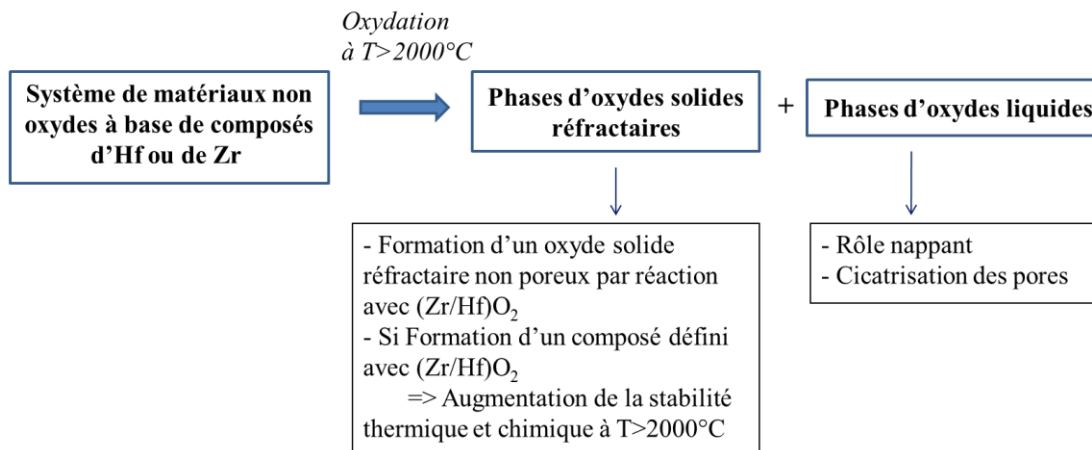 Oxydation
à T>2000°C
Système de matériaux non
oxydes à base de composés
d'Hf ou de Zr
Phases d'oxydes solides
réfractaires
+
Phases d'oxydes liquides
- Formation d'un oxyde solide
réfractaire non poreux par réaction
avec (Zr/Hf)O₂
- Si Formation d'un composé défini
avec (Zr/Hf)O₂
=> Augmentation de la stabilité
thermique et chimique à T>2000°C
- Rôle nappant
- Cicatrisation des pores